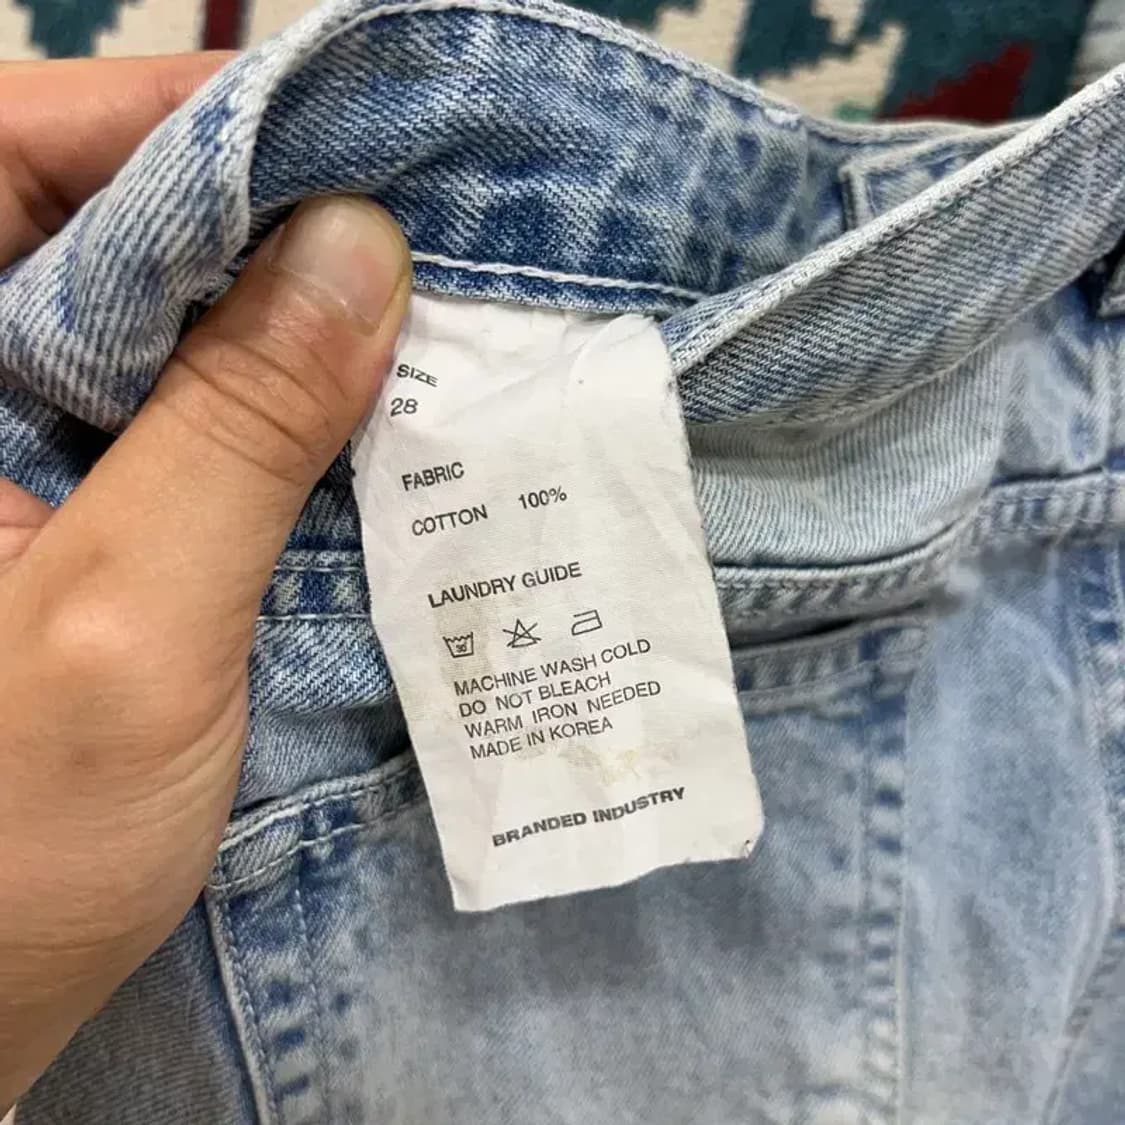 SIZE
28
FABRIC
COTTON 100%
LAUNDRY GUIDE
30
MACHINE WASH COLD
DO NOT BLEACH
WARM IRON NEEDED
MADE IN KOREA
BRANDED INDUSTRY